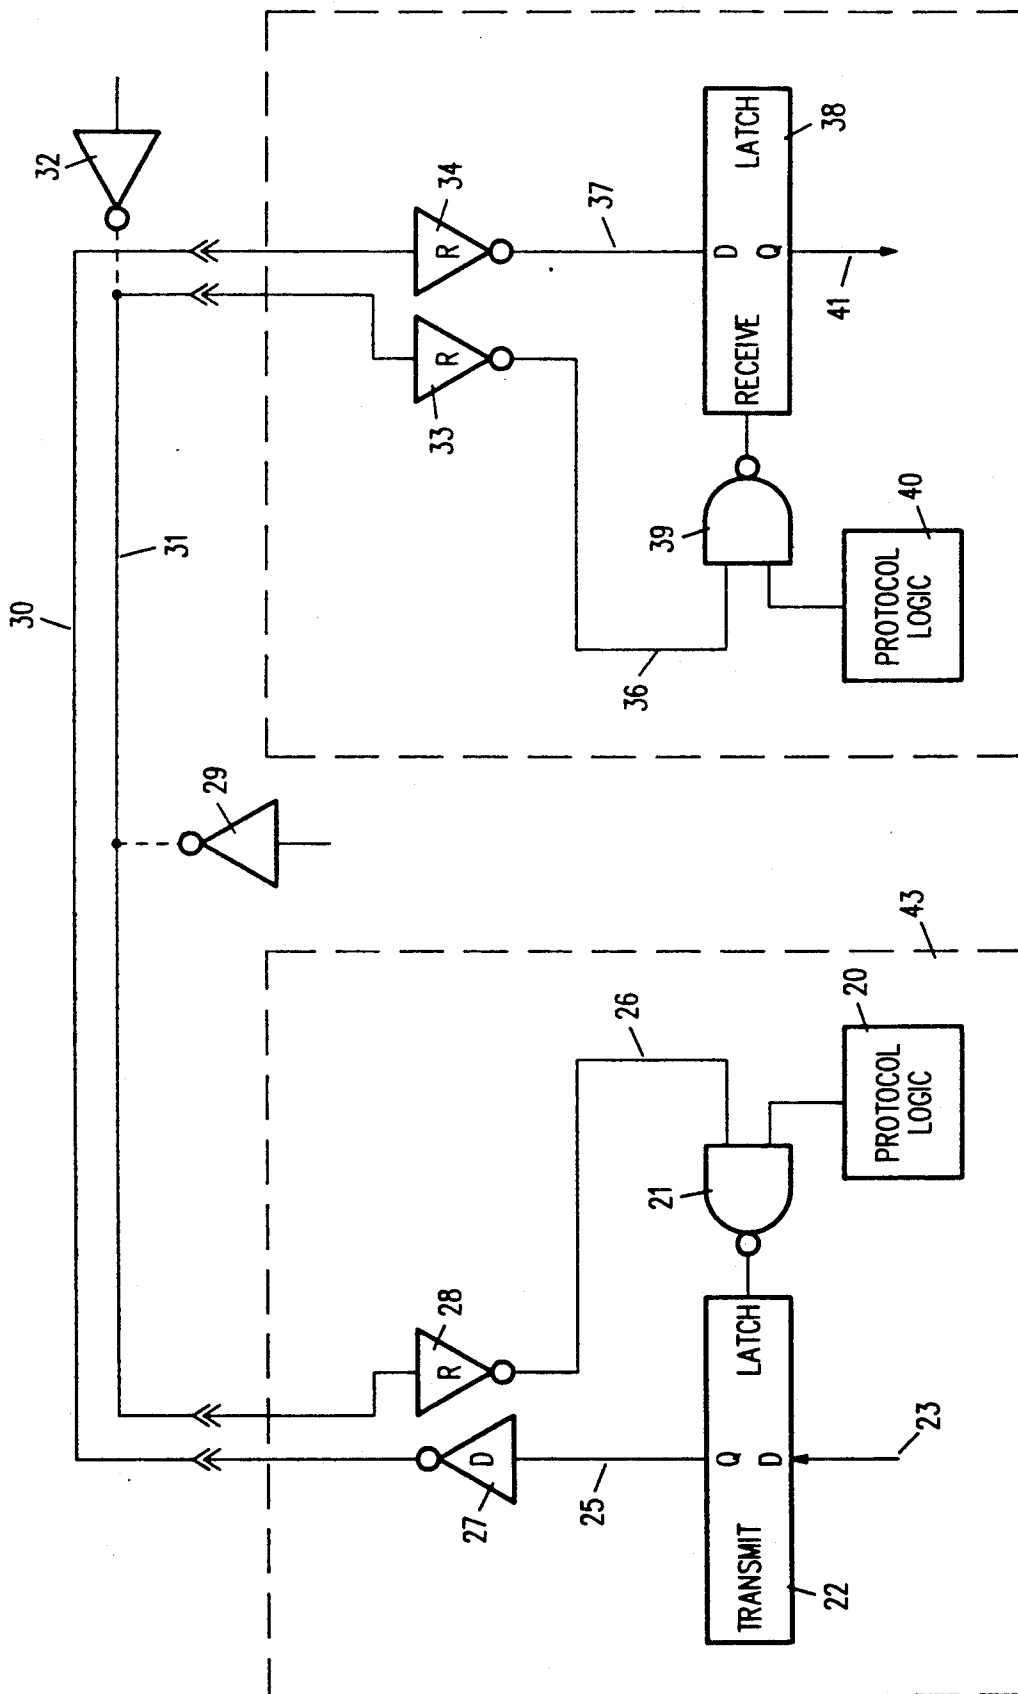 30
31
32
29
43
34
R
33
R
37
36
RECEIVE
LATCH
D
Q
38
39
41
PROTOCOL
LOGIC
40
28
R
27
D
26
25
21
TRANSMIT
LATCH
Q
D
22
23
PROTOCOL
LOGIC
20